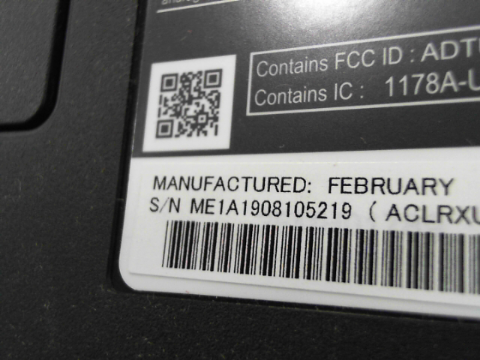 Contains FCC ID : ADT
Contains IC : 1178A-U
MANUFACTURED: FEBRUARY
S/N ME1A1908105219 ( ACLRXU